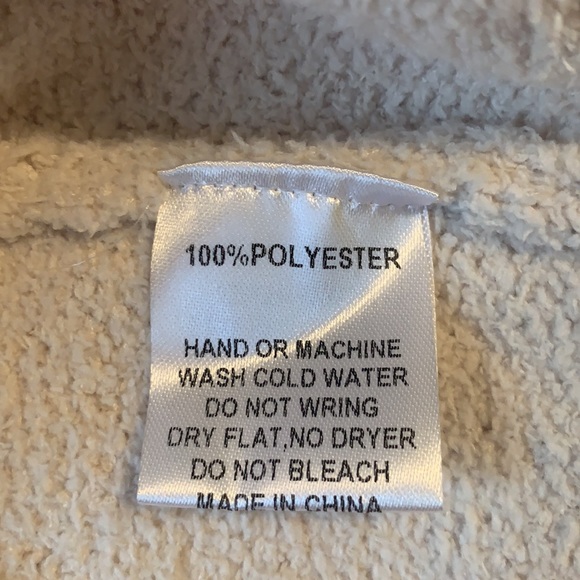 100%POLYESTER
HAND OR MACHINE
WASH COLD WATER
DO NOT WRING
DRY FLAT,NO DRYER
DO NOT BLEACH
MADE IN CHINA